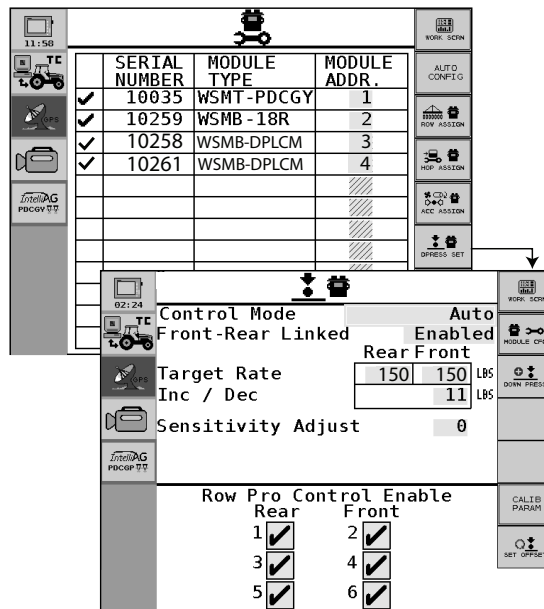 11:58
WORK SCRN
TC
GPS
IntelliAG
PDCGY
SERIAL NUMBER MODULE TYPE MODULE ADDR.
10035 WSMT-PDCGY 1
10259 WSMB-18R 2
10258 WSMB-DPLCM 3
10261 WSMB-DPLCM 4
AUTO CONFIG
ROW ASSIGN
HOP ASSIGN
ACC ASSIGN
DPRESS SET
02:24
WORK SCRN
TC
GPS
IntelliAG
PDCGP
Control Mode Auto
Front-Rear Linked Enabled
Rear Front
Target Rate 150 150 LBS
Inc / Dec 11 LBS
Sensitivity Adjust 0
Row Pro Control Enable
Rear Front
1 2
3 4
5 6
MODULE CFG
DOWN PRESS
CALIB PARAM
SET OFFSET